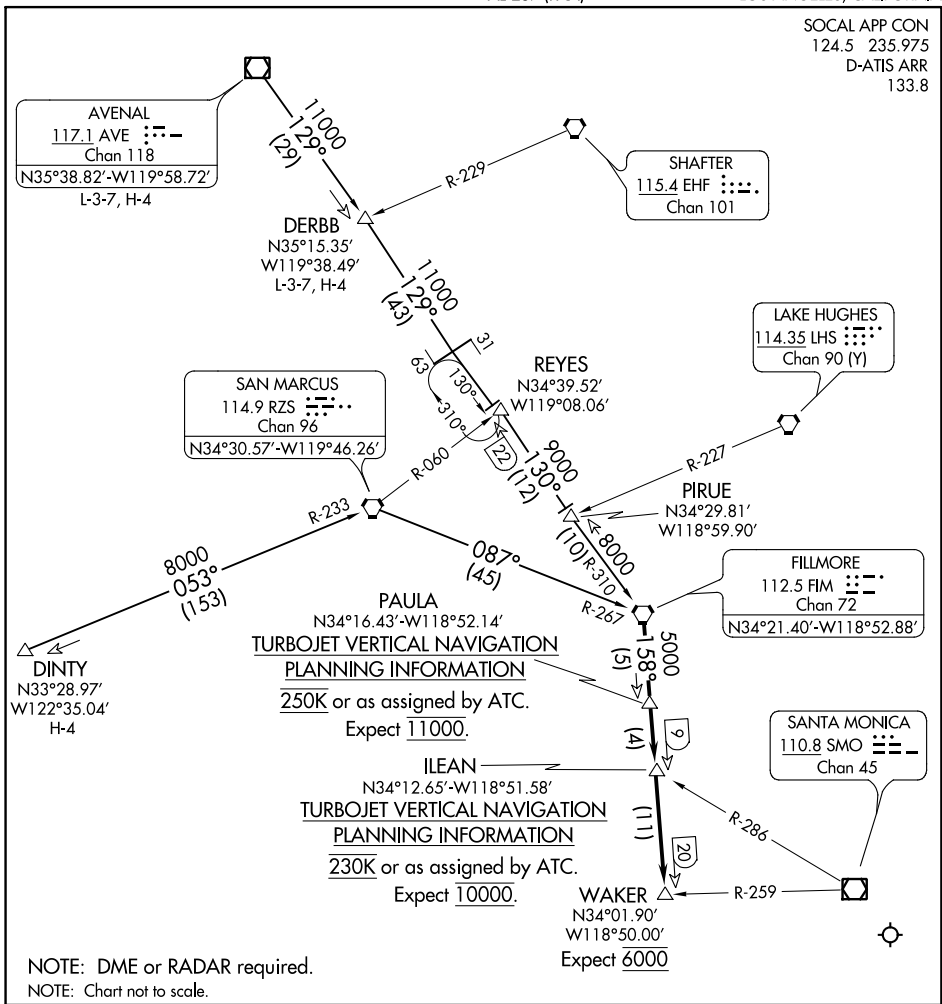 SOCAL APP CON
124.5 235.975
D-ATIS ARR
133.8
AVENAL
117.1 AVE
Chan 118
N35°38.82'-W119°58.72'
L-3-7, H-4
11000
129°
(29)
R-229
SHAFTER
115.4 EHF
Chan 101
DERBB
N35°15.35'
W119°38.49'
L-3-7, H-4
11000
129°
(43)
LAKE HUGHES
114.35 LHS
Chan 90 (Y)
31
63
130°
310°
REYES
N34°39.52'
W119°08.06'
SAN MARCUS
114.9 RZS
Chan 96
N34°30.57'-W119°46.26'
R-060
22
9000
130°
(12)
R-227
PIRUE
N34°29.81'
W118°59.90'
R-233
8000
053°
(153)
087°
(45)
R-267
8000
(10)
R-310
FILLMORE
112.5 FIM
Chan 72
N34°21.40'-W118°52.88'
DINTY
N33°28.97'
W122°35.04'
H-4
PAULA
N34°16.43'-W118°52.14'
TURBOJET VERTICAL NAVIGATION
PLANNING INFORMATION
250K or as assigned by ATC.
Expect 11000.
5000
158°
(5)
(4)
9
SANTA MONICA
110.8 SMO
Chan 45
ILEAN
N34°12.65'-W118°51.58'
TURBOJET VERTICAL NAVIGATION
PLANNING INFORMATION
230K or as assigned by ATC.
Expect 10000.
(11)
20
R-286
R-259
WAKER
N34°01.90'
W118°50.00'
Expect 6000
NOTE: DME or RADAR required.
NOTE: Chart not to scale.